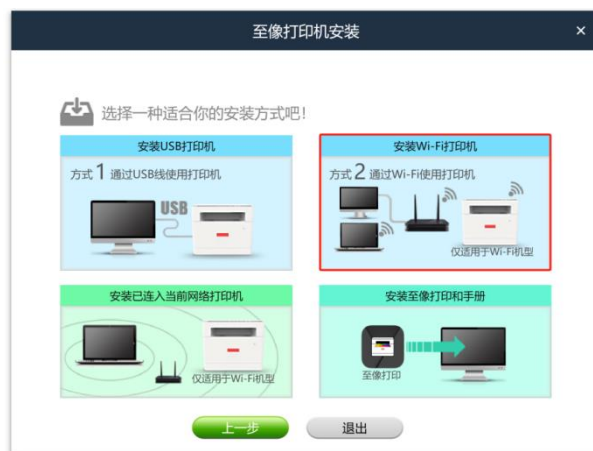 至像打印机安装
×
选择一种适合你的安装方式吧!
安装USB打印机
方式1 通过USB线使用打印机
USB
安装Wi-Fi打印机
方式2 通过Wi-Fi使用打印机
仅适用于Wi-Fi机型
安装已连入当前网络打印机
仅适用于Wi-Fi机型
安装至像打印和手册
至像打印
上一步
退出